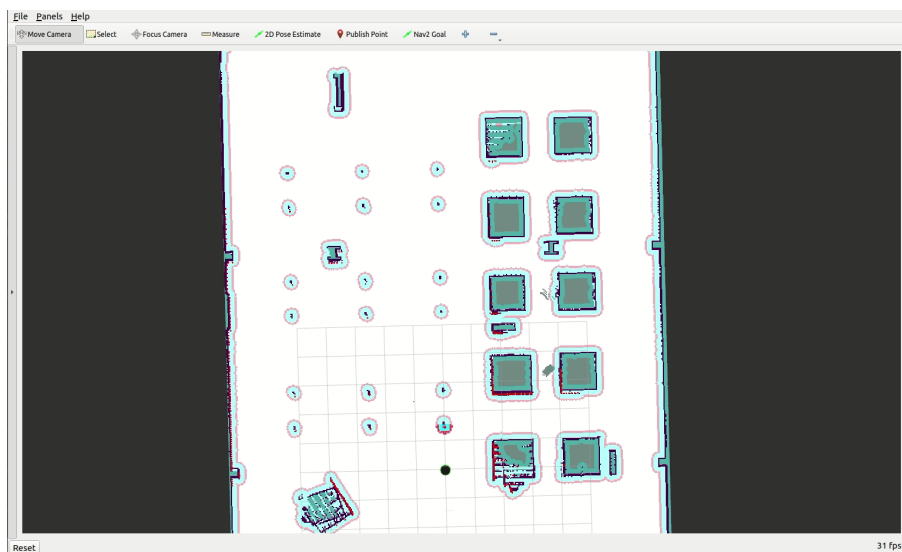 File Panels Help
Move Camera Select Focus Camera Measure 2D Pose Estimate Publish Point Nav2 Goal
Reset 31 fps